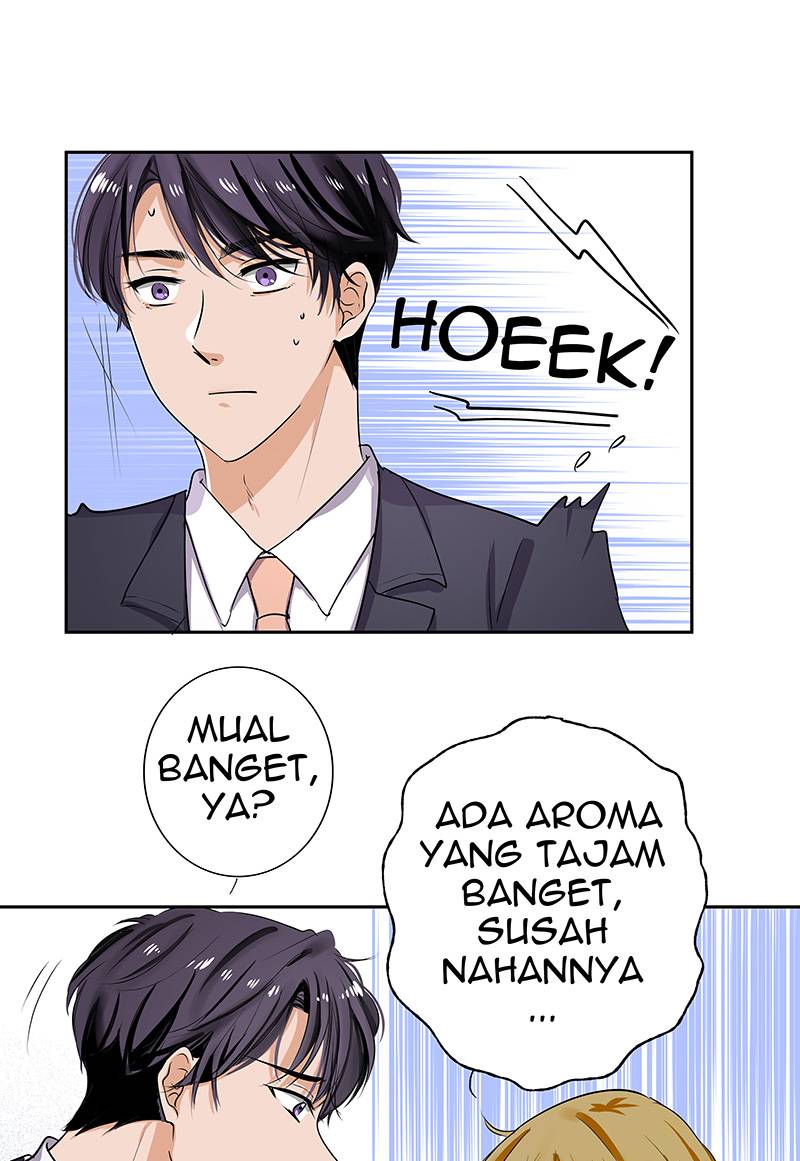 HOEEK!
MUAL
BANGET,
YA?
ADA AROMA
YANG TAJAM
BANGET,
SUSAH
NAHANNYA
...